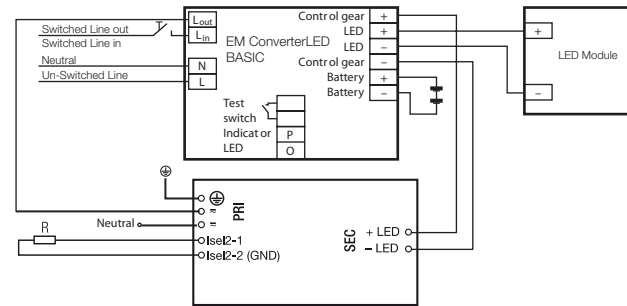 Switched Line out
Switched Line in
Neutral
Un-Switched Line
Lout
Lin
N
L
EM ConverterLED
BASIC
Test
switch
Indicator
LED
P
O
Control gear +
LED +
LED –
Control gear –
Battery +
Battery –
+
LED Module
–
PRI
Neutral
R
Isel2-1
Isel2-2 (GND)
SEC
+ LED
– LED